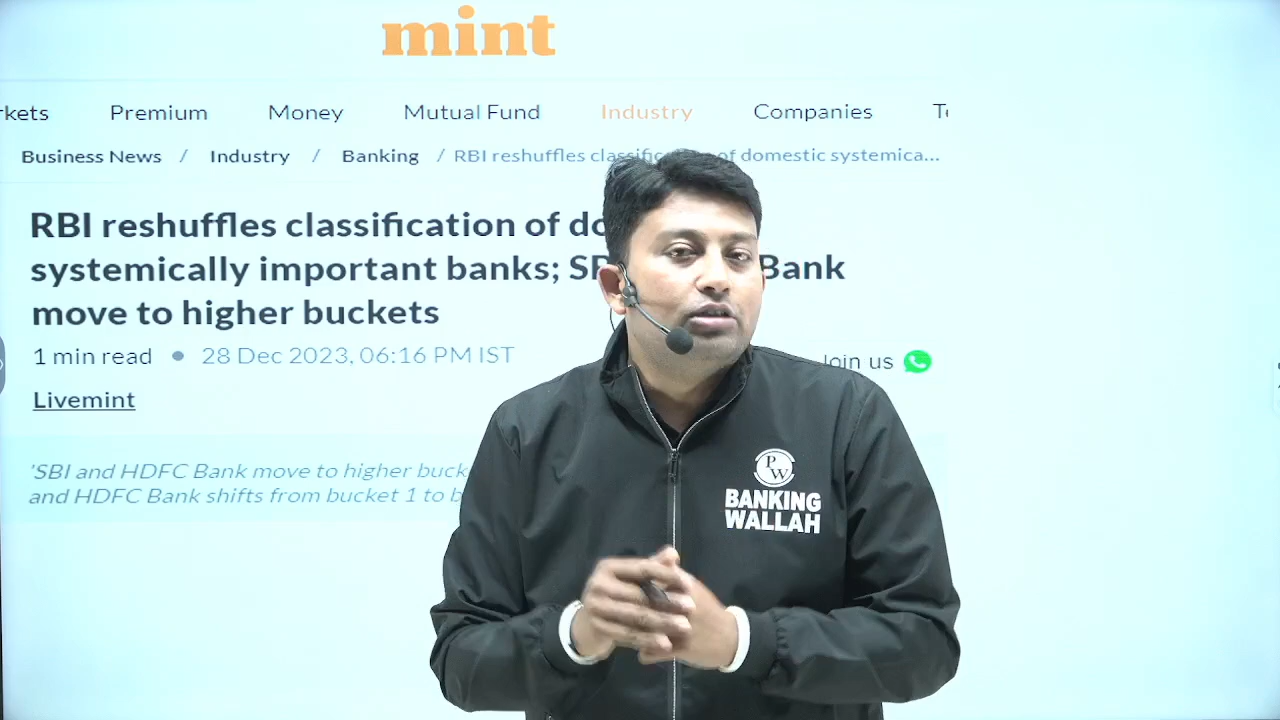 mint
rkets Premium Money Mutual Fund Industry Companies
Business News / Industry / Banking / RBI reshuffles classific of domestic systemica...
RBI reshuffles classification of do
systemically important banks; SB Bank
move to higher buckets
1 min read • 28 Dec 2023, 06:16 PM IST
Join us
Livemint
'SBI and HDFC Bank move to higher buck
and HDFC Bank shifts from bucket 1 to b
PW
BANKING
WALLAH